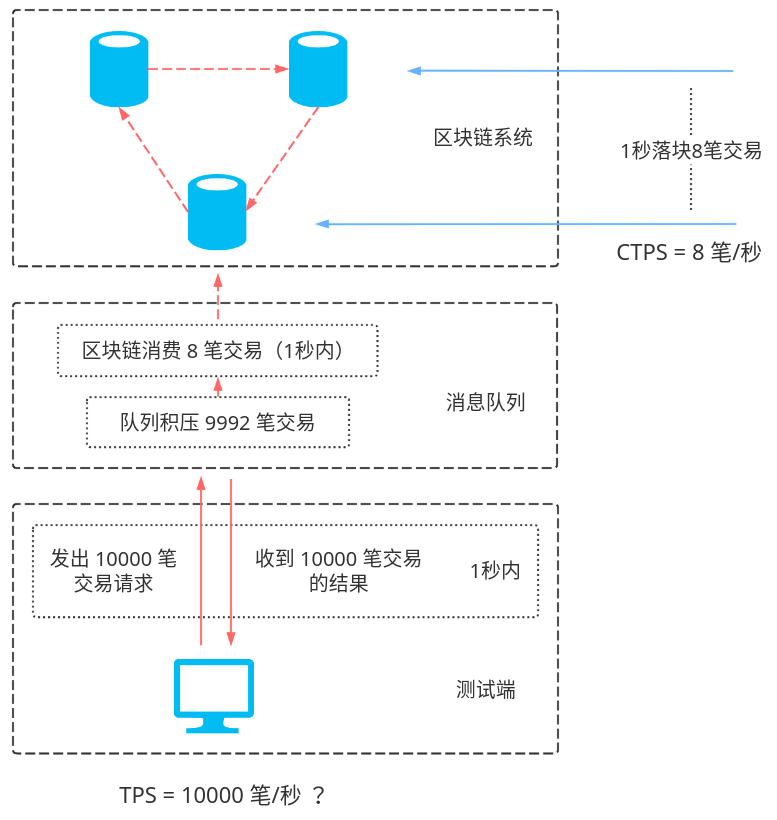 区块链系统
1秒落块8笔交易
CTPS = 8 笔/秒
区块链消费 8 笔交易（1秒内）
队列积压 9992 笔交易
消息队列
发出 10000 笔
交易请求
收到 10000 笔交易
的结果
1秒内
测试端
TPS = 10000 笔/秒 ？